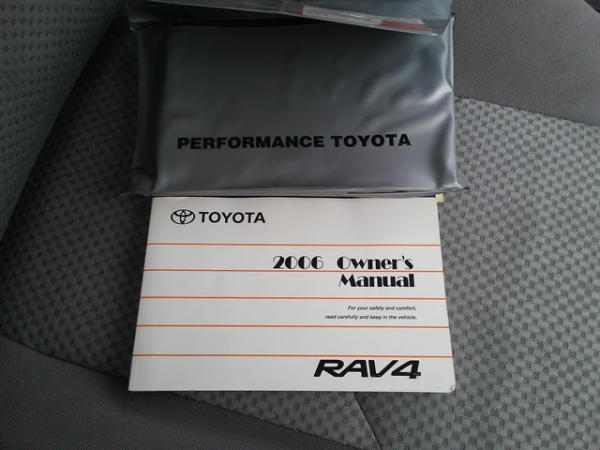 PERFORMANCE TOYOTA
TOYOTA
2006 Owner's
Manual
For your safety and comfort,
read carefully and keep in the vehicle.
RAV4